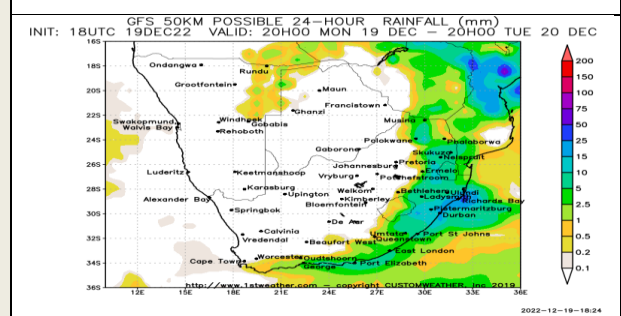 GFS 50KM POSSIBLE 24-HOUR RAINFALL (mm)
INIT: 18UTC 19DEC22 VALID: 20H00 MON 19 DEC - 20H00 TUE 20 DEC
16S
Ondangwa
Rundu
18S
Grootfontein
Maun
20S
Francistown
Ghanzi
22S
Windhoek
Gobabis
Swakopmund
Walvis Bay
Rehoboth
Musina
24S
Polokwane
Phalaborwa
Gaborone
Skukuza
Nelspruit
Johannesburg
Pretoria
26S
Luderitz
Keetmanshoop
Vryburg
Ermelo
Potchefstroom
Karasburg
Upington
Welkom
Bethlehem
Ulundi
28S
Alexander Bay
Kimberley
Ladysmith
Richards Bay
Bloemfontein
Springbok
Pietermaritzburg
30S
Durban
De Aar
Calvinia
Umtata
Port St Johns
32S
Vredendal
Beaufort West
Queenstown
East London
Cape Town
Worcester
Oudtshoorn
34S
George
Port Elizabeth
http://www.1stweather.com - copyright CUSTOMWEATHER, inc 2019
36S
12E 15E 18E 21E 24E 27E 30E 33E 36E
200
150
100
75
50
25
15
10
5
2.5
1
0.5
0.2
0.1
2022-12-19-18:24